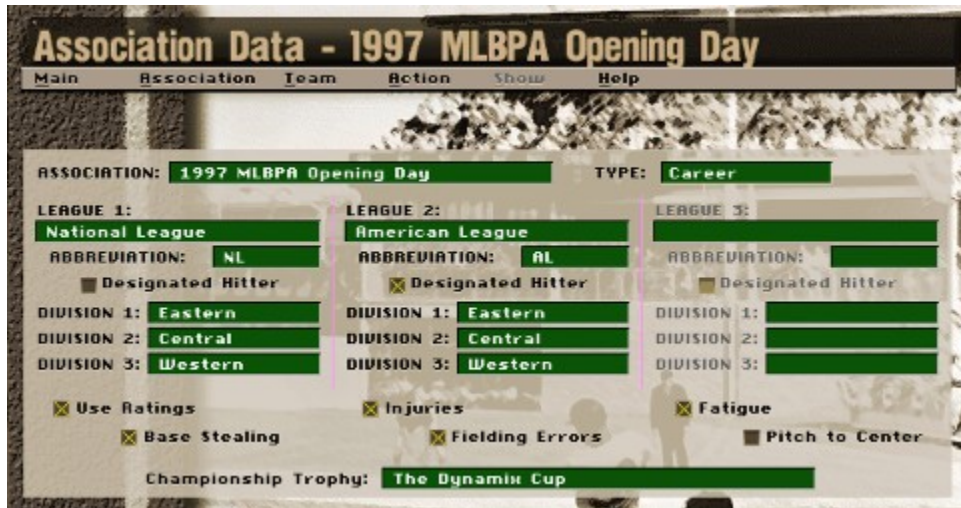 Association Data - 1997 MLBPA Opening Day
Main Association Team Action Show Help
ASSOCIATION: 1997 MLBPA Opening Day TYPE: Career
LEAGUE 1: LEAGUE 2: LEAGUE 3:
National League American League
ABBREVIATION: NL ABBREVIATION: AL ABBREVIATION:
Designated Hitter Designated Hitter Designated Hitter
DIVISION 1: Eastern DIVISION 1: Eastern DIVISION 1:
DIVISION 2: Central DIVISION 2: Central DIVISION 2:
DIVISION 3: Western DIVISION 3: Western DIVISION 3:
Use Ratings Injuries Fatigue
Base Stealing Fielding Errors Pitch to Center
Championship Trophy: The Dynamix Cup